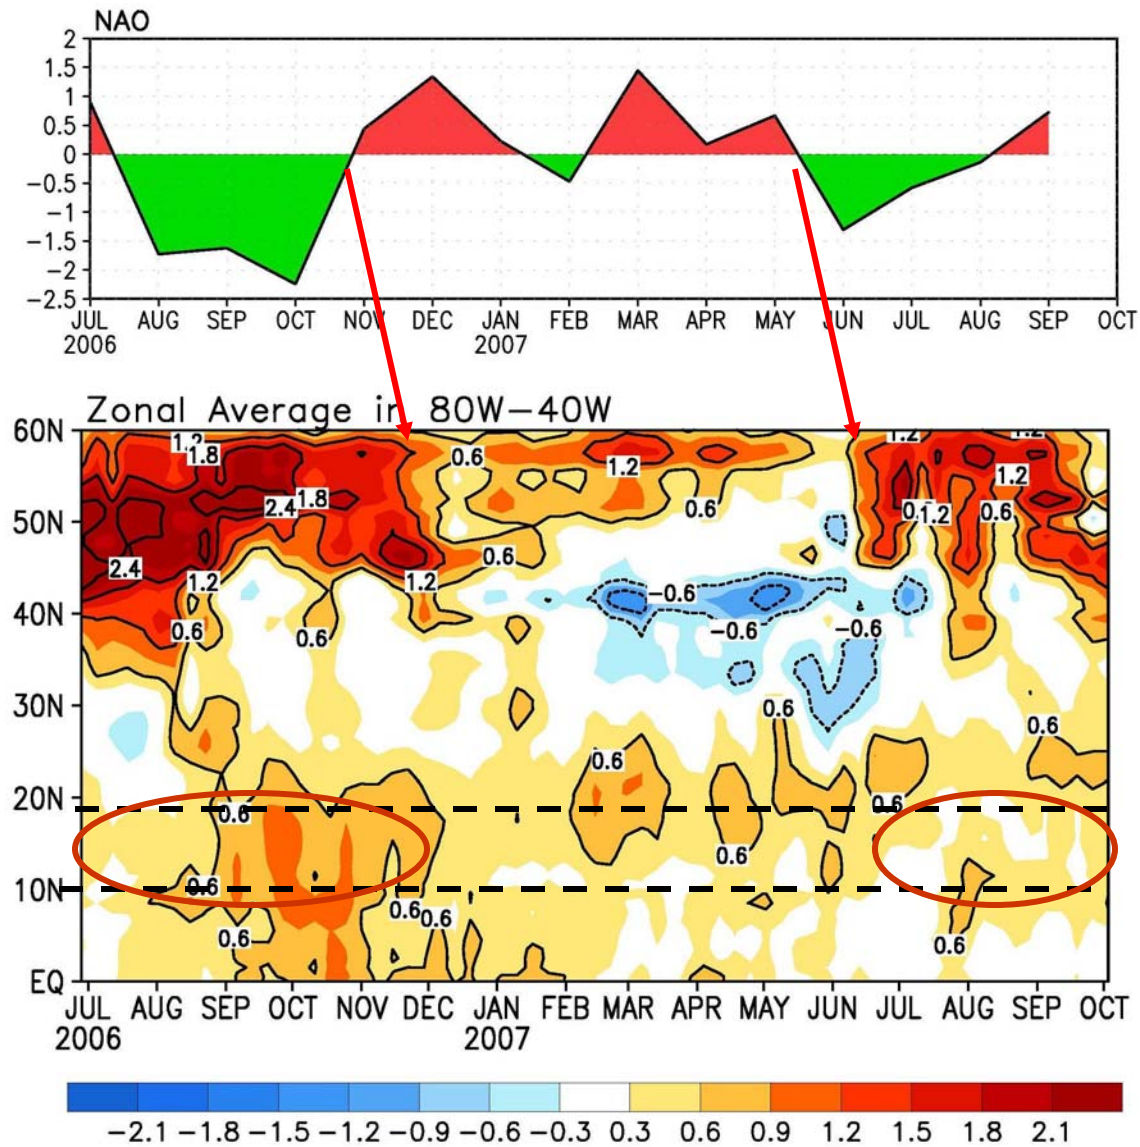 NAO
2
1.5
1
0.5
0
−0.5
−1
−1.5
−2
−2.5
JUL AUG SEP OCT NOV DEC JAN FEB MAR APR MAY JUN JUL AUG SEP OCT
2006 2007
Zonal Average in 80W−40W
60N
50N
40N
30N
20N
10N
EQ
1.2 1.2 1.2
1.8 0.6 1.2 1.2
2.4 1.8 0.6 1.2 0.6
2.4 1.2 1.2 0.6
0.6 0.6 −0.6 −0.6 −0.6
0.6 0.6
0.6
0.6 0.6
0.6
0.6 0.6 0.6
0.6 0.6
JUL AUG SEP OCT NOV DEC JAN FEB MAR APR MAY JUN JUL AUG SEP OCT
2006 2007
−2.1 −1.8 −1.5 −1.2 −0.9 −0.6 −0.3 0.3 0.6 0.9 1.2 1.5 1.8 2.1